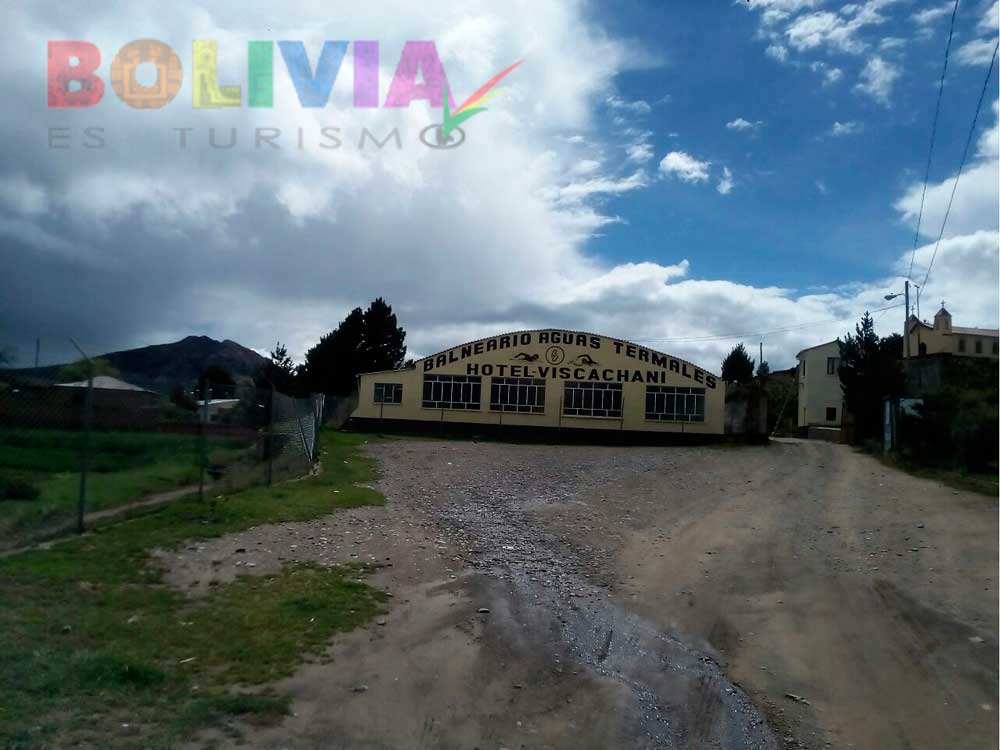 BOLIVIA
ES TURISMO
BALNEARIO AGUAS TERMALES
HOTEL-VISCACHANI